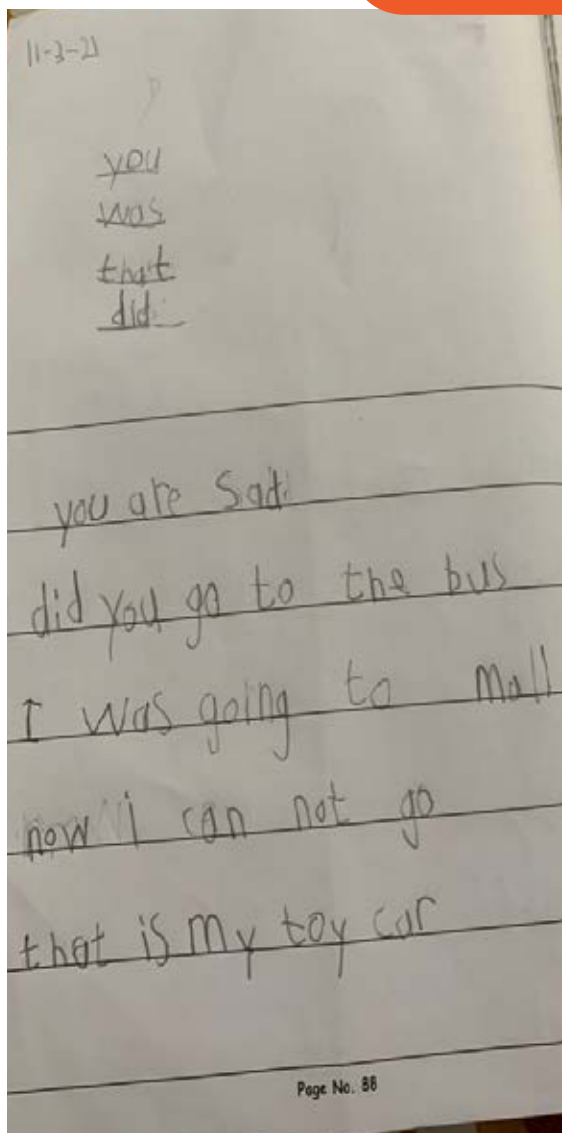 11-3-21
you
was
that
did
you are Sad.
did you go to the bus
I was going to mall
now i can not go
that is my toy car
Page No. 88